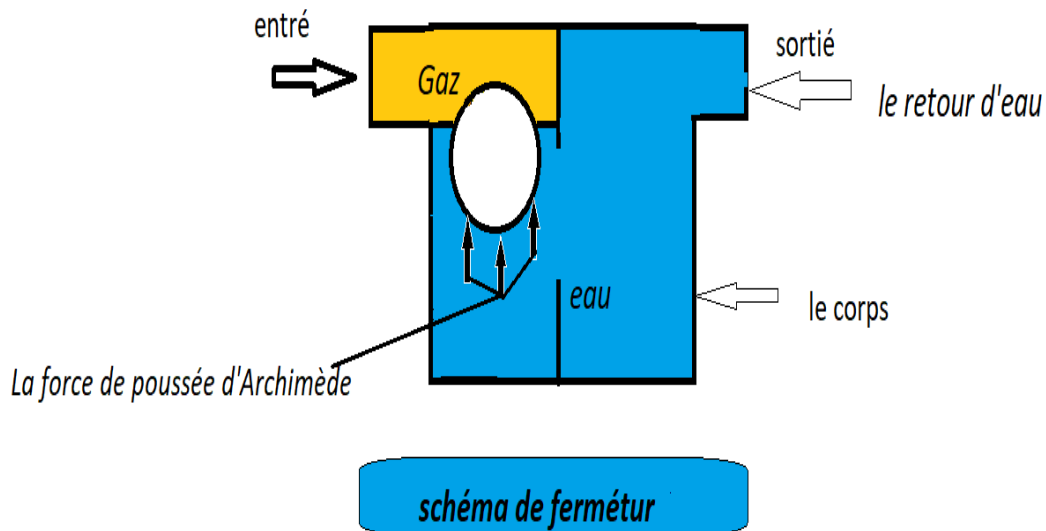 entré
sortié
Gaz
le retour d'eau
eau
le corps
La force de poussée d'Archimède
schéma de fermétur